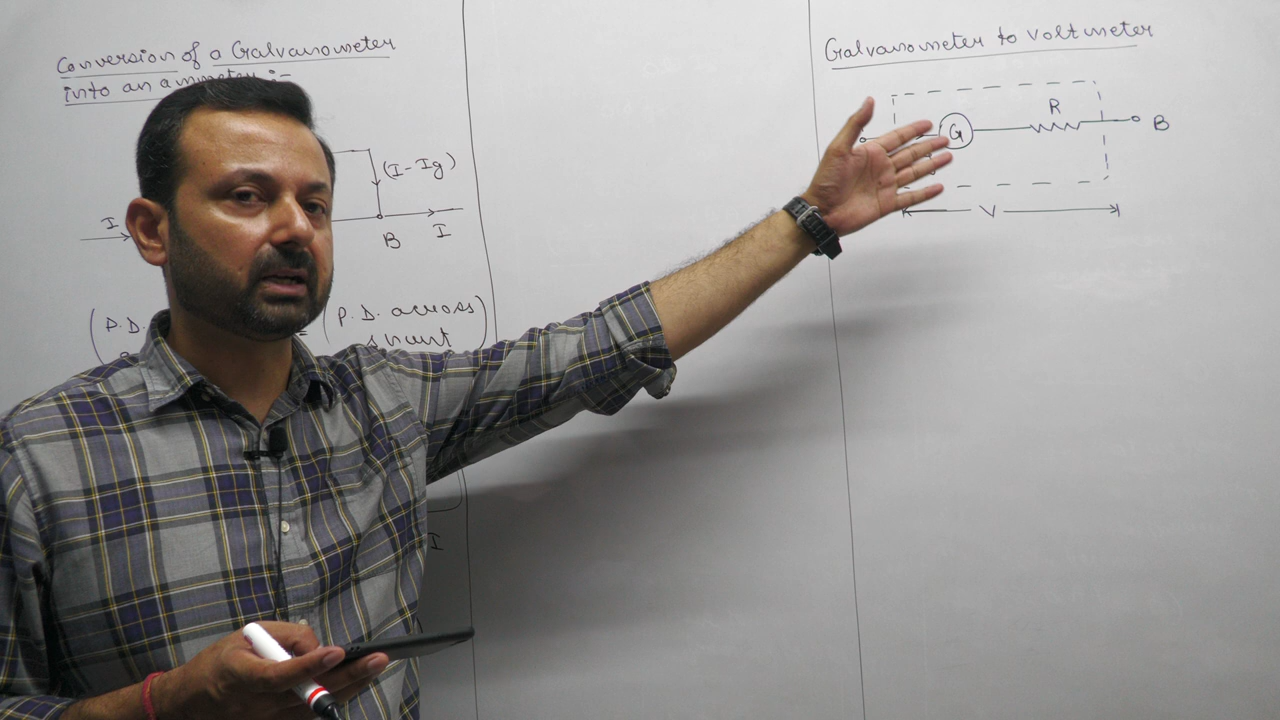 Conversion of a Galvanometer
into an ammeter :-
(I-Ig)
I
B
I
(P.D.
= (P.D. across
shunt)
I
Galvanometer to voltmeter
G
R
B
V